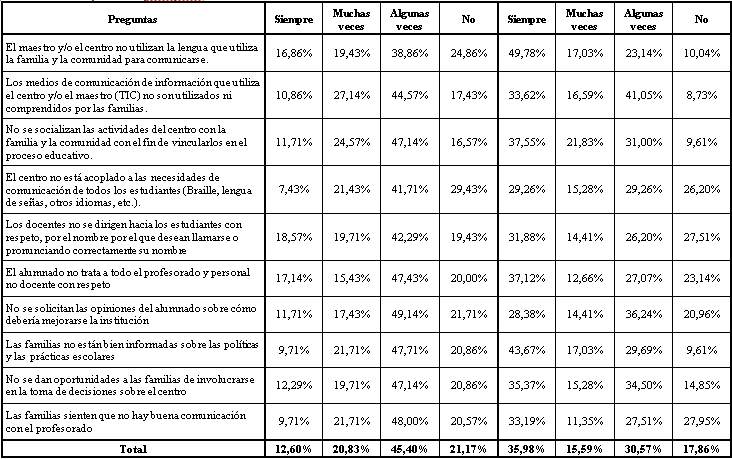 Preguntas Siempre Muchas veces Algunas veces No Siempre Muchas veces Algunas veces No
El maestro y/o el centro no utilizan la lengua que utiliza
la familia y la comunidad para comunicarse. 16,86% 19,43% 38,86% 24,86% 49,78% 17,03% 23,14% 10,04%
Los medios de comunicación de información que utiliza
el centro y/o el maestro (TIC) no son utilizados ni 10,86% 27,14% 44,57% 17,43% 33,62% 16,59% 41,05% 8,73%
comprendidos por las familias.
No se socializan las actividades del centro con la
familia y la comunidad con el fin de vincularlos en el 11,71% 24,57% 47,14% 16,57% 37,55% 21,83% 31,00% 9,61%
proceso educativo.
El centro no está acoplado a las necesidades de
comunicación de todos los estudiantes (Braille, lengua 7,43% 21,43% 41,71% 29,43% 29,26% 15,28% 29,26% 26,20%
de señas, otros idiomas, etc.).
Los docentes no se dirigen hacia los estudiantes con
respeto, por el nombre por el que desean llamarse o 18,57% 19,71% 42,29% 19,43% 31,88% 14,41% 26,20% 27,51%
pronunciando correctamente su nombre
El alumnado no trata a todo el profesorado y personal
no docente con respeto 17,14% 15,43% 47,43% 20,00% 37,12% 12,66% 27,07% 23,14%
No se solicitan las opiniones del alumnado sobre cómo
debería mejorarse la institución 11,71% 17,43% 49,14% 21,71% 28,38% 14,41% 36,24% 20,96%
Las familias no están bien informadas sobre las políticas
y las prácticas escolares 9,71% 21,71% 47,71% 20,86% 43,67% 17,03% 29,69% 9,61%
No se dan oportunidades a las familias de involucrarse
en la toma de decisiones sobre el centro 12,29% 19,71% 47,14% 20,86% 35,37% 15,28% 34,50% 14,85%
Las familias sienten que no hay buena comunicación
con el profesorado 9,71% 21,71% 48,00% 20,57% 33,19% 11,35% 27,51% 27,95%
Total 12,60% 20,83% 45,40% 21,17% 35,98% 15,59% 30,57% 17,86%